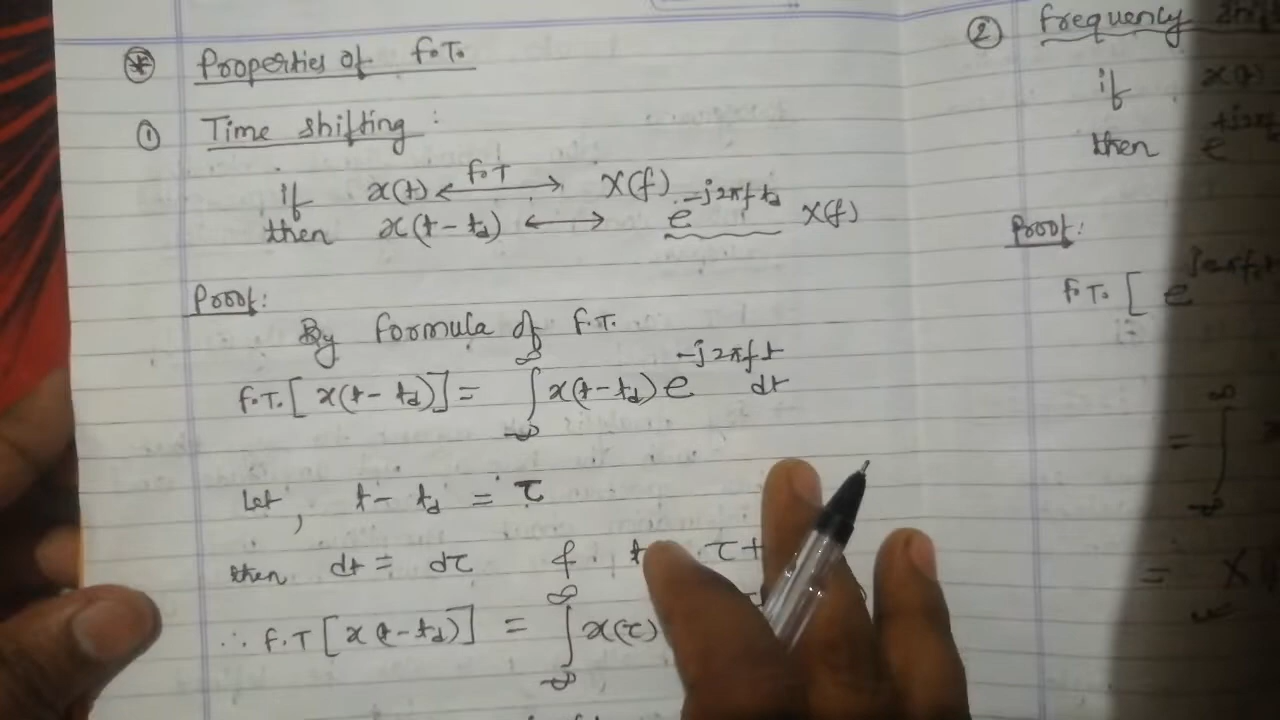 * Properties of F.T.
① Time shifting :
if x(t) <—F.T—> X(f)
then x(t-td) <—> e^-j2πftd X(f)
Proof:
By formula of F.T.
F.T.[x(t-td)] = ∫_-∞^∞ x(t-td) e^-j2πft dt
Let, t - td = τ
then dt = dτ & t τ +
∴ F.T [x(t-td)] = ∫_-∞^∞ x(τ)
② Frequency
if x(t)
then e
Proof:
F.T. [ e
= ∫_-∞^∞
= X